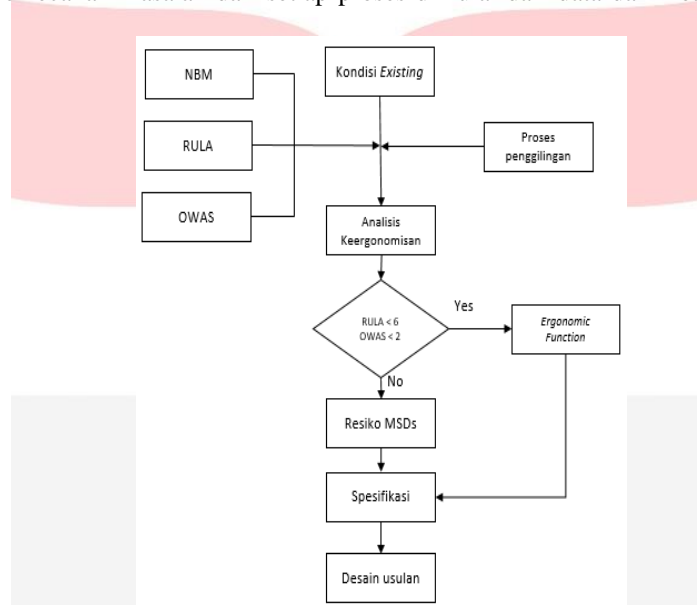 NBM
Kondisi Existing
RULA
Proses
penggilingan
OWAS
Analisis
Keergonomisan
RULA < 6
OWAS < 2
Yes
Ergonomic
Function
No
Resiko MSDs
Spesifikasi
Desain usulan